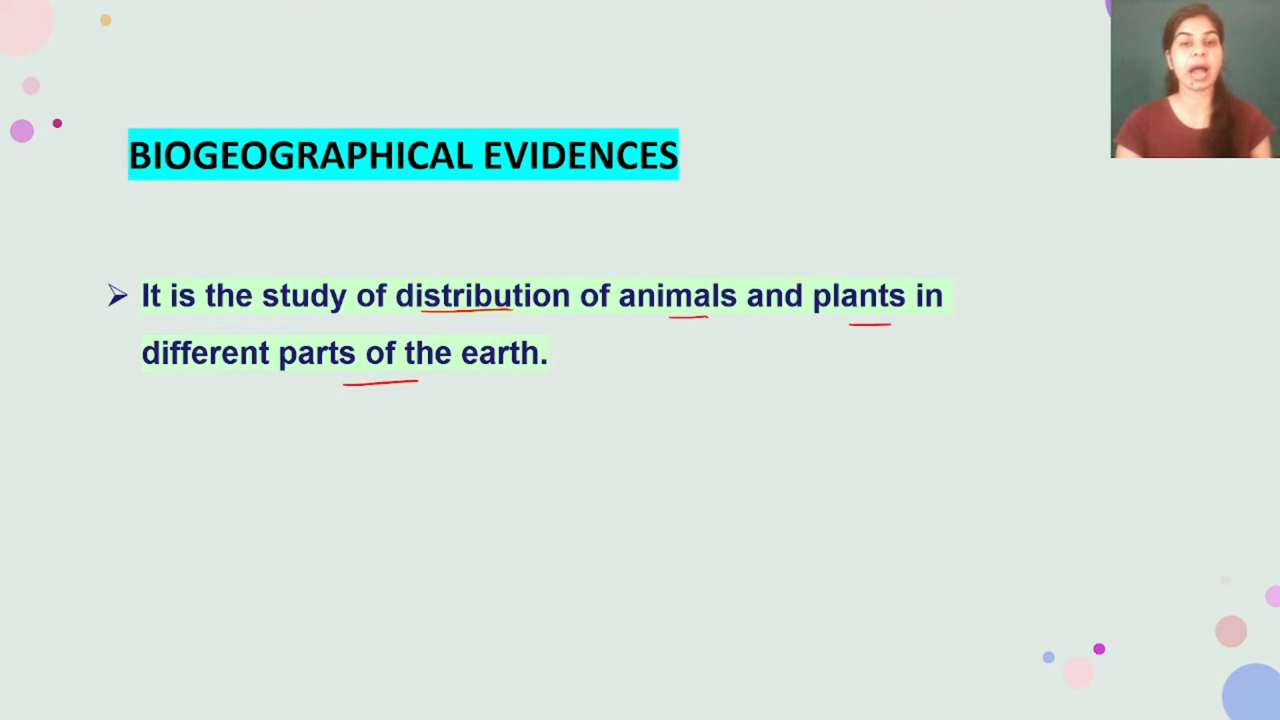 BIOGEOGRAPHICAL EVIDENCES
It is the study of distribution of animals and plants in
different parts of the earth.